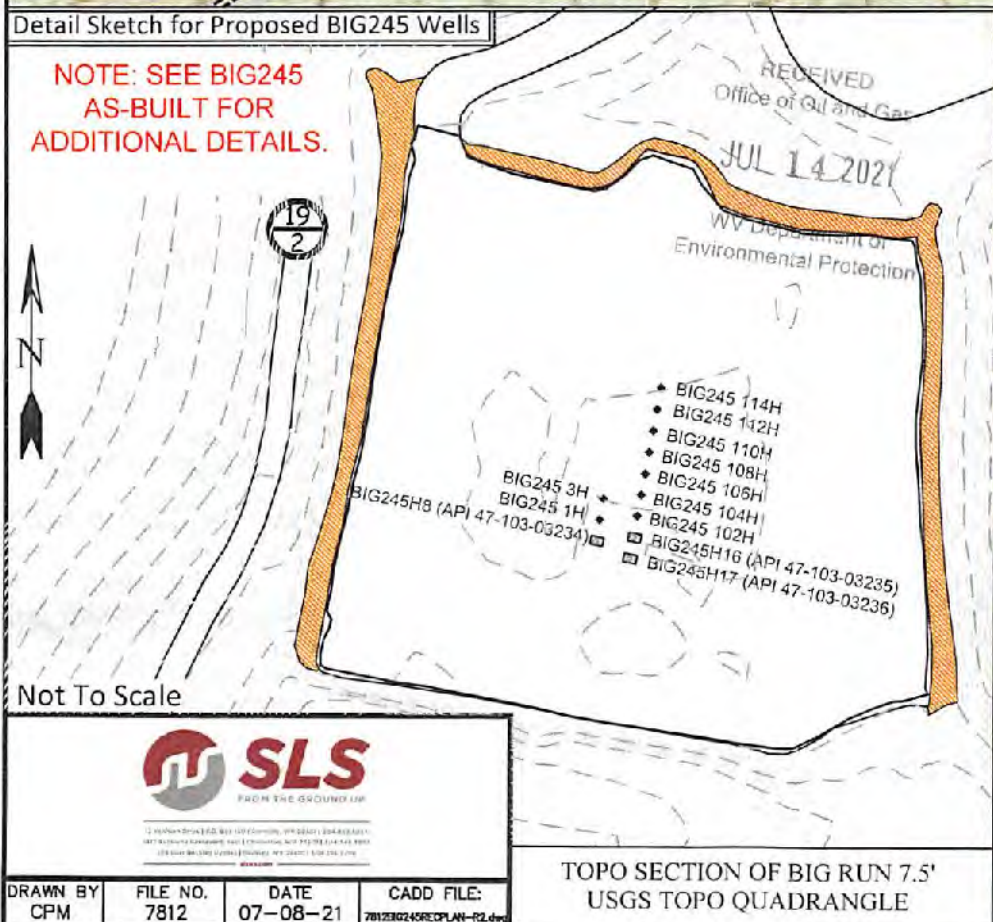 Detail Sketch for Proposed BIG245 Wells
NOTE: SEE BIG245
AS-BUILT FOR
ADDITIONAL DETAILS.
RECEIVED
Office of Oil and Gas
JUL 14 2021
WV Department of
Environmental Protection
19
2
N
BIG245 114H
BIG245 112H
BIG245 110H
BIG245 108H
BIG245 106H
BIG245 104H
BIG245 102H
BIG245 3H
BIG245 1H
BIG245H8 (API 47-103-03234)
BIG245H16 (API 47-103-03235)
BIG245H17 (API 47-103-03236)
Not To Scale
SLS
FROM THE GROUND UP
DRAWN BY
CPM
FILE NO.
7812
DATE
07-08-21
CADD FILE:
7812BIG245RECPLAN-R2.dwg
TOPO SECTION OF BIG RUN 7.5'
USGS TOPO QUADRANGLE